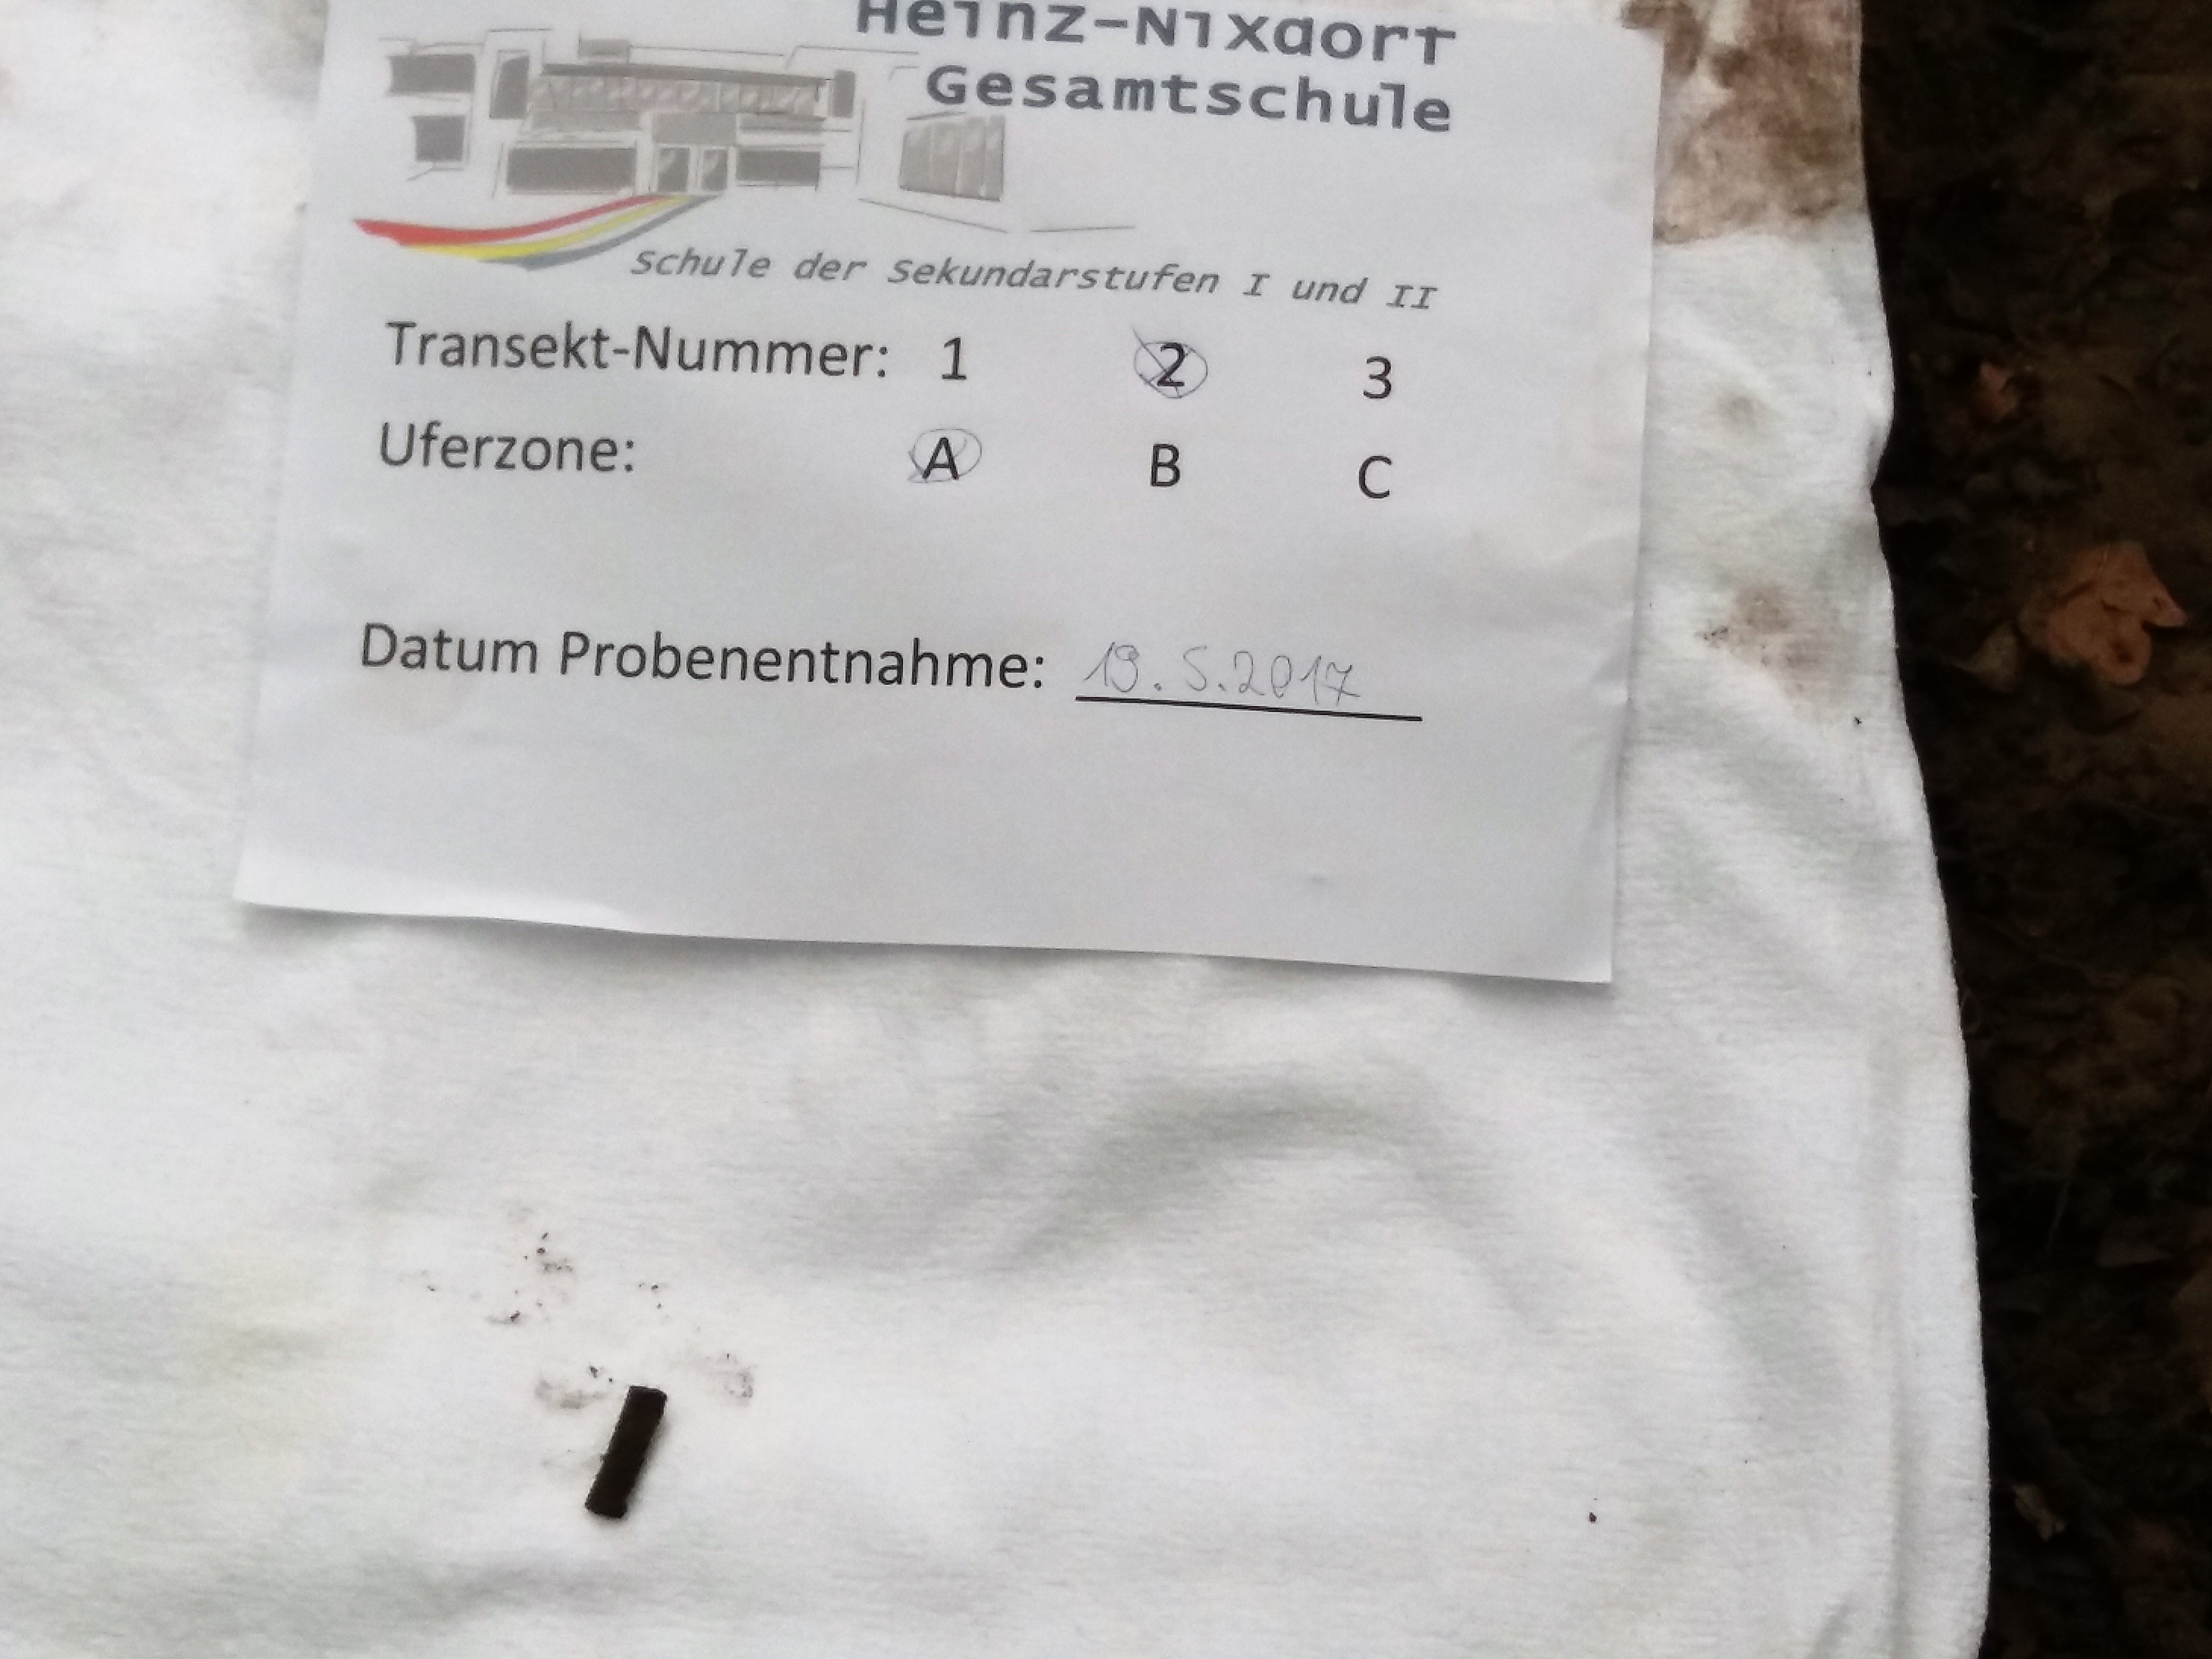 Heinz-Nixdorf
Gesamtschule
Schule der Sekundarstufen I und II
Transekt-Nummer: 1 2 3
Uferzone: A B C
Datum Probenentnahme: 19.5.2017